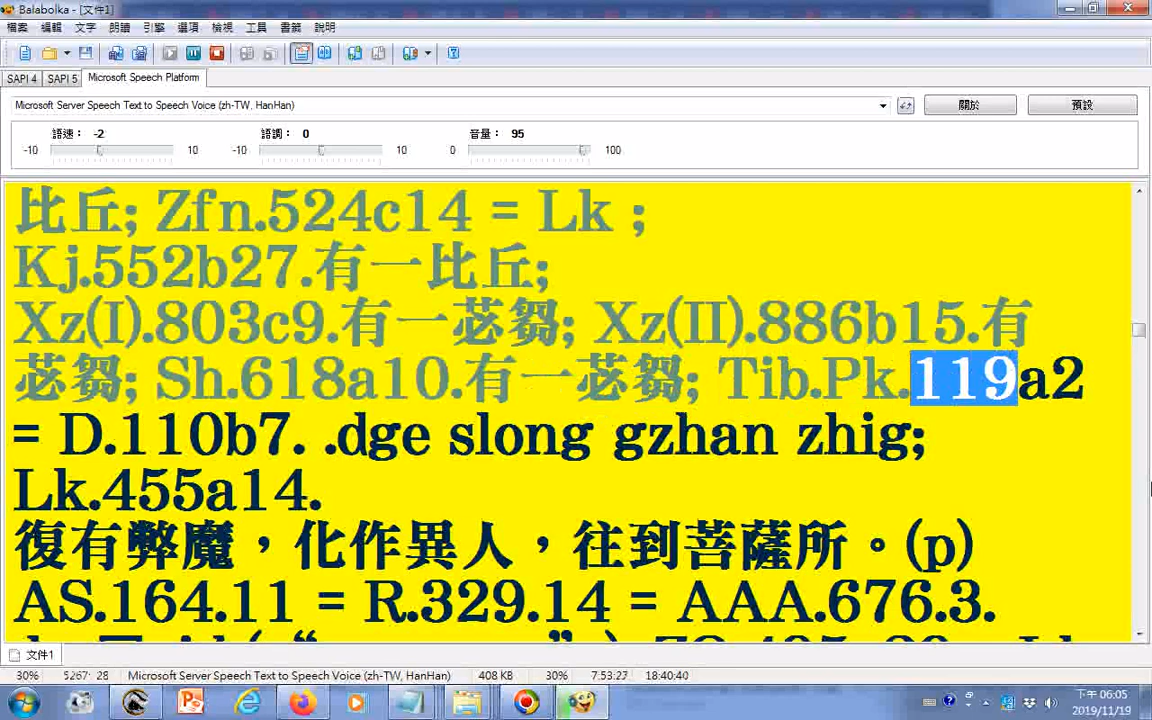 Balabolka - [文件1]
檔案 編輯 文字 朗讀 引擎 選項 檢視 工具 書籤 說明
SAPI 4 SAPI 5 Microsoft Speech Platform
Microsoft Server Speech Text to Speech Voice (zh-TW, HanHan) 關於 預設
語速： -2 語調： 0 音量： 95
-10 10 -10 10 0 100
比丘; Zfn.524c14 = Lk ;
Kj.552b27.有一比丘;
Xz(I).803c9.有一苾芻; Xz(II).886b15.有
苾芻; Sh.618a10.有一苾芻; Tib.Pk.119a2
= D.110b7. .dge slong gzhan zhig;
Lk.455a14.
復有弊魔，化作異人，往到菩薩所。(p)
AS.164.11 = R.329.14 = AAA.676.3.
文件1
30% 5267: 28 Microsoft Server Speech Text to Speech Voice (zh-TW, HanHan) 408 KB 30% 7:53:27 18:40:40
下午 06:05
2019/11/19